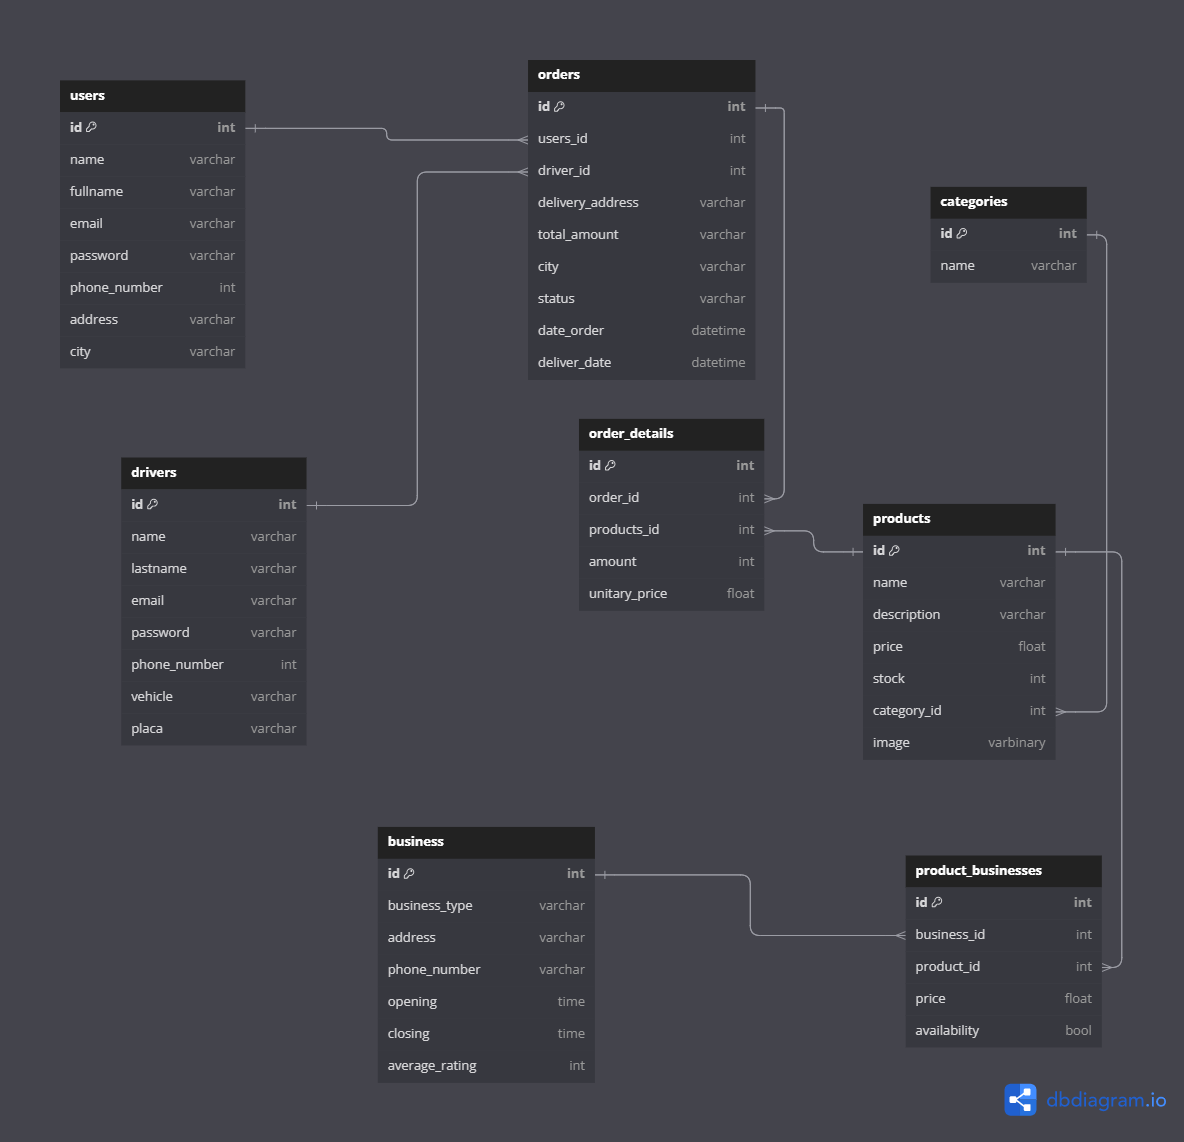 users
id int
name varchar
fullname varchar
email varchar
password varchar
phone_number int
address varchar
city varchar
orders
id int
users_id int
driver_id int
delivery_address varchar
total_amount varchar
city varchar
status varchar
date_order datetime
deliver_date datetime
categories
id int
name varchar
order_details
id int
order_id int
products_id int
amount int
unitary_price float
drivers
id int
name varchar
lastname varchar
email varchar
password varchar
phone_number int
vehicle varchar
placa varchar
products
id int
name varchar
description varchar
price float
stock int
category_id int
image varbinary
business
id int
business_type varchar
address varchar
phone_number varchar
opening time
closing time
average_rating int
product_businesses
id int
business_id int
product_id int
price float
availability bool
dbdiagram.io